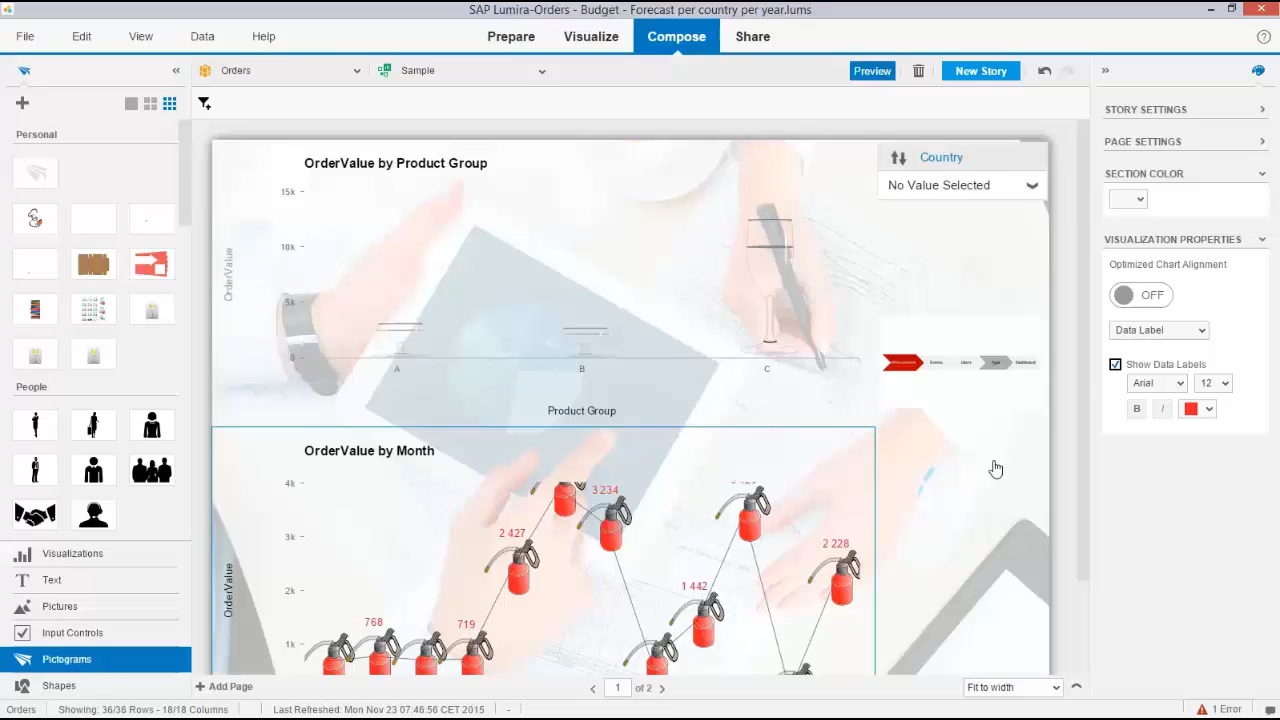 SAP Lumira-Orders - Budget - Forecast per country per year.lums
File Edit View Data Help Prepare Visualize Compose Share
Orders Sample Preview New Story
Personal
People
Visualizations
Text
Pictures
Input Controls
Pictograms
Shapes
OrderValue by Product Group
15k
10k
5k
0
OrderValue
A B C
Product Group
Country
No Value Selected
Events Users Type Dashboard
OrderValue by Month
4k
3k
2k
1k
OrderValue
768
719
2 427
3 234
1 442
2 228
STORY SETTINGS
PAGE SETTINGS
SECTION COLOR
VISUALIZATION PROPERTIES
Optimized Chart Alignment
OFF
Data Label
Show Data Labels
Arial 12
B I
Add Page 1 of 2 Fit to width
Orders Showing: 36/36 Rows - 18/18 Columns Last Refreshed: Mon Nov 23 07:46:56 CET 2015 - 1 Error